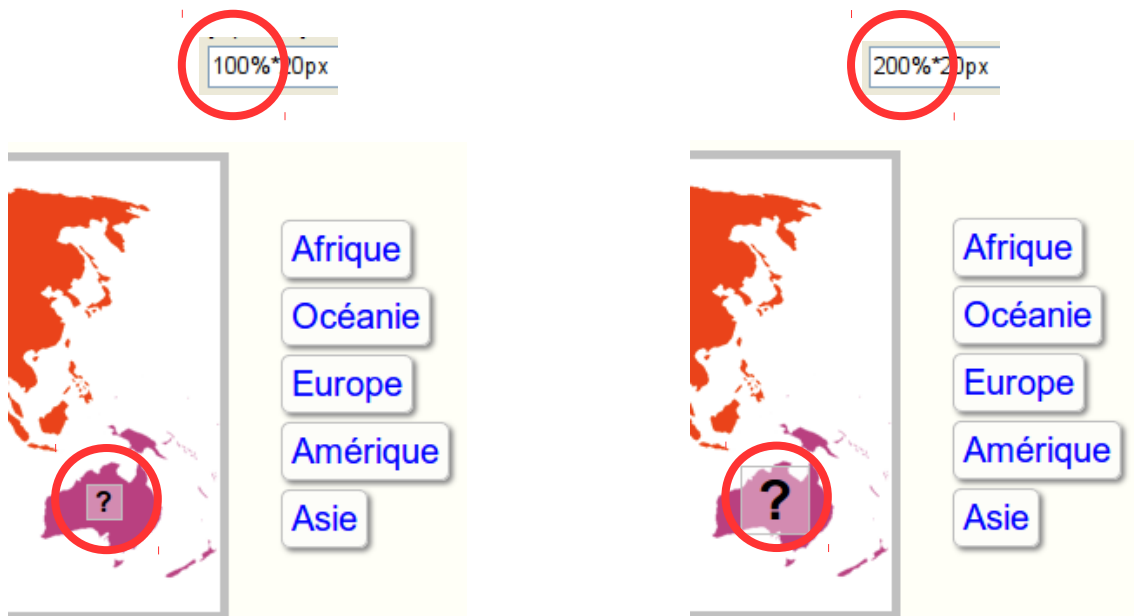 100%*20px
200%*20px
Afrique
Océanie
Europe
Amérique
Asie
?
Afrique
Océanie
Europe
Amérique
Asie
?